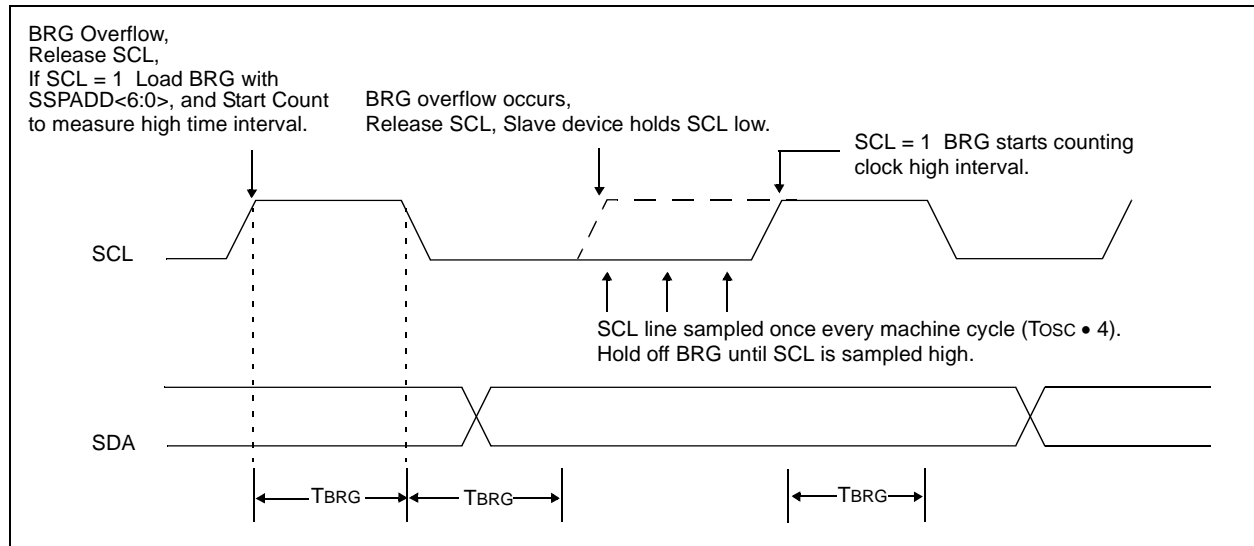 BRG Overflow,
Release SCL,
If SCL = 1 Load BRG with
SSPADD<6:0>, and Start Count
to measure high time interval.
BRG overflow occurs,
Release SCL, Slave device holds SCL low.
SCL = 1 BRG starts counting
clock high interval.
SCL
SCL line sampled once every machine cycle (TOSC • 4).
Hold off BRG until SCL is sampled high.
SDA
TBRG
TBRG
TBRG